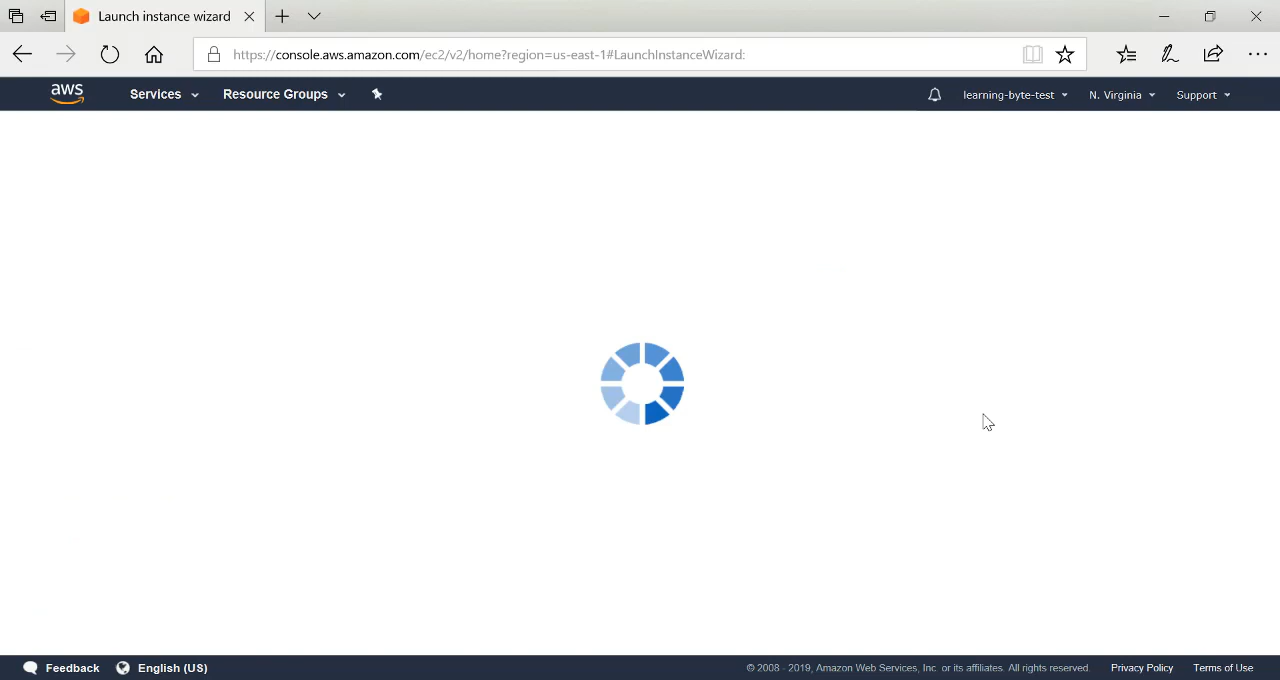 Launch instance wizard
https://console.aws.amazon.com/ec2/v2/home?region=us-east-1#LaunchInstanceWizard:
aws Services Resource Groups learning-byte-test N. Virginia Support
Feedback English (US) © 2008 - 2019, Amazon Web Services, Inc. or its affiliates. All rights reserved. Privacy Policy Terms of Use